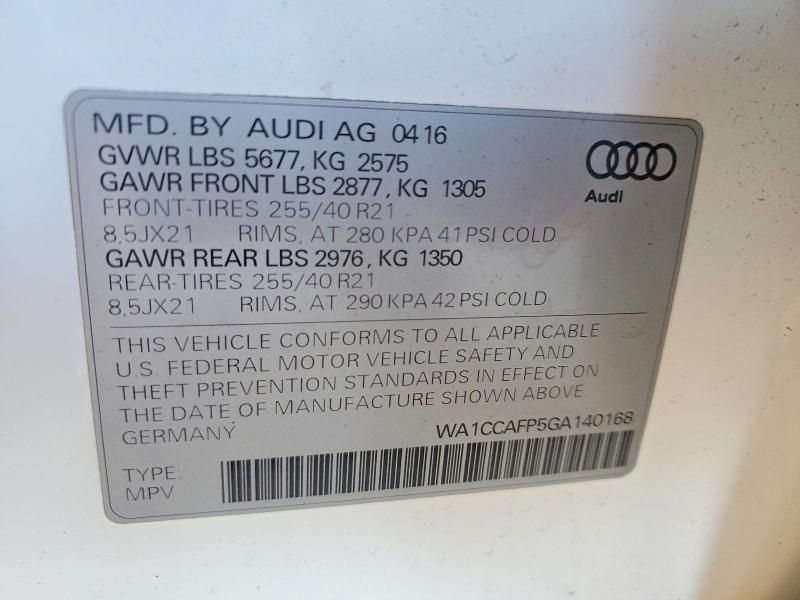 MFD. BY AUDI AG 04 16
GVWR LBS 5677, KG 2575
GAWR FRONT LBS 2877, KG 1305
FRONT-TIRES 255/40 R21
8,5JX21 RIMS, AT 280 KPA 41 PSI COLD
GAWR REAR LBS 2976, KG 1350
REAR-TIRES 255/40 R21
8,5JX21 RIMS, AT 290 KPA 42 PSI COLD
Audi
THIS VEHICLE CONFORMS TO ALL APPLICABLE
U.S. FEDERAL MOTOR VEHICLE SAFETY AND
THEFT PREVENTION STANDARDS IN EFFECT ON
THE DATE OF MANUFACTURE SHOWN ABOVE.
GERMANY WA1CCAFP5GA140168
TYPE:
MPV